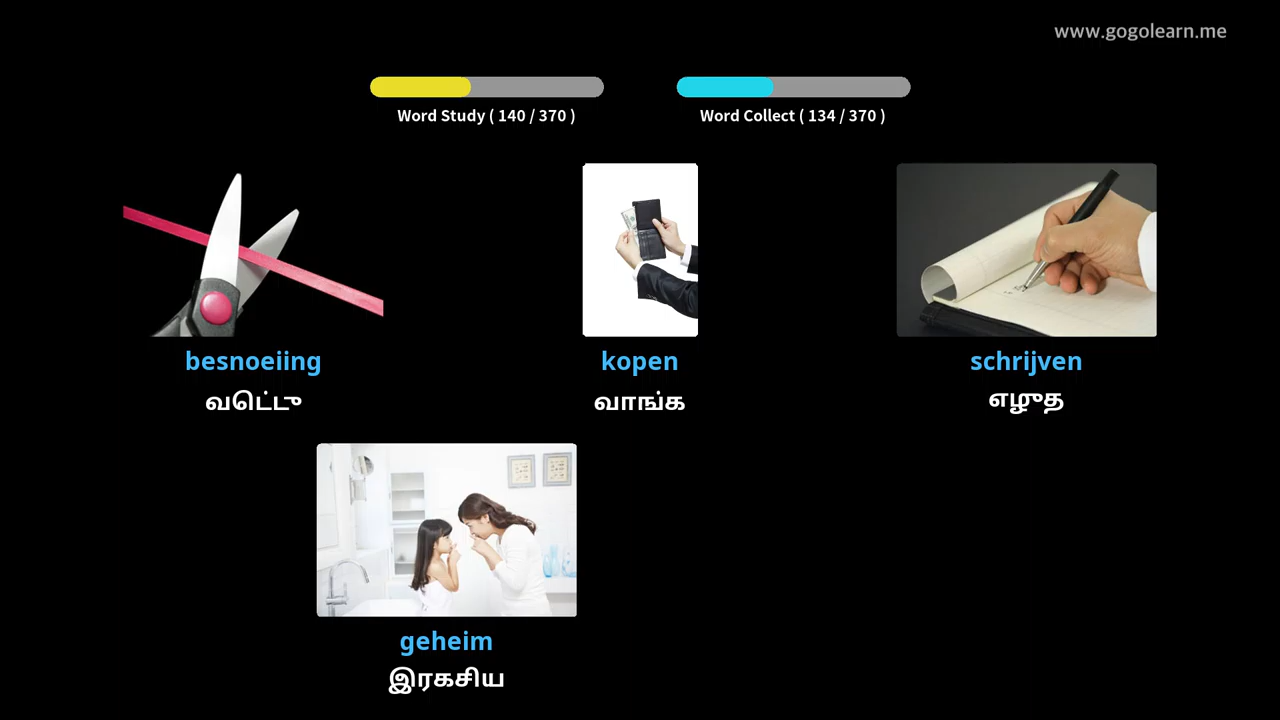 www.gogolearn.me
Word Study ( 140 / 370 )
Word Collect ( 134 / 370 )
besnoeiing
kopen
schrijven
வெட்டு
வாங்க
எழுத
geheim
இரகசிய